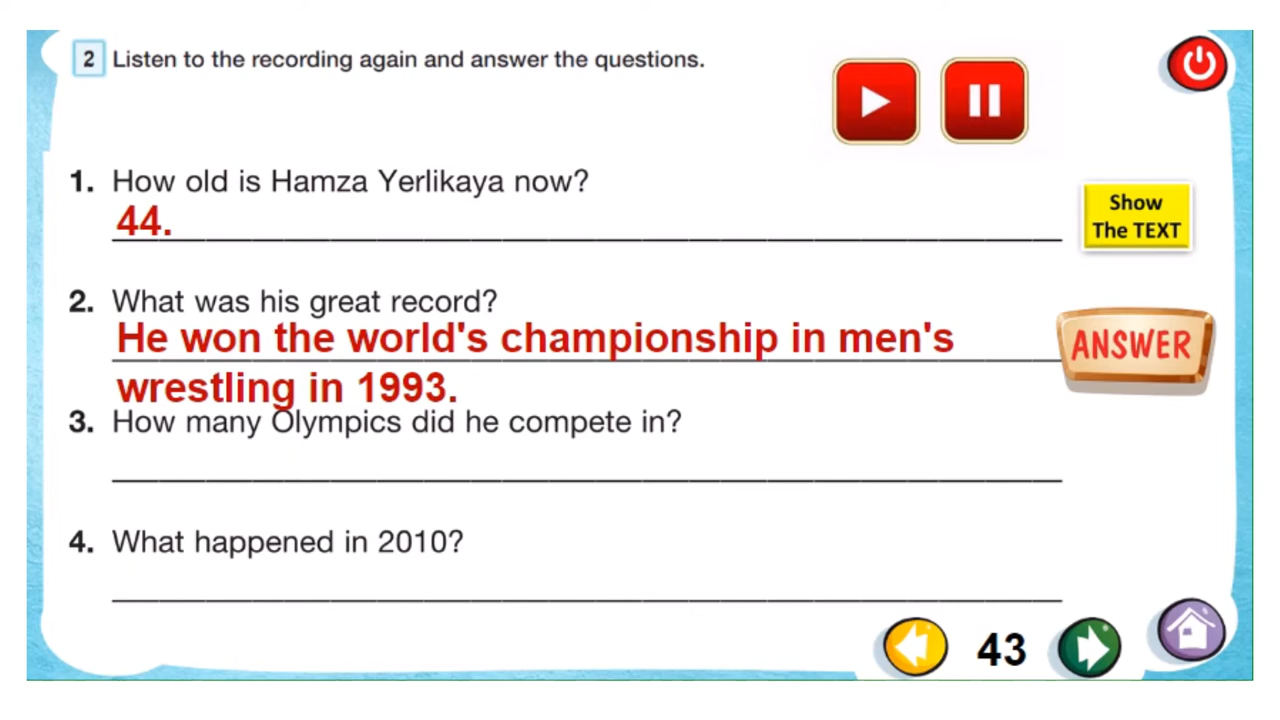 2 Listen to the recording again and answer the questions.
1. How old is Hamza Yerlikaya now?
44.
Show
The TEXT
2. What was his great record?
He won the world's championship in men's
wrestling in 1993.
ANSWER
3. How many Olympics did he compete in?
4. What happened in 2010?
43